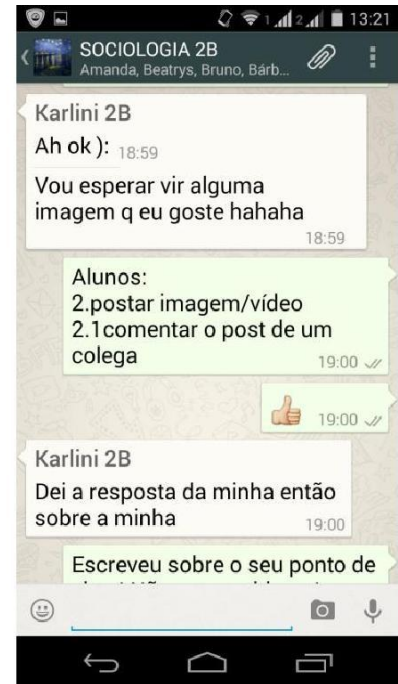 13:21
SOCIOLOGIA 2B
Amanda, Beatrys, Bruno, Bárb...
Karlini 2B
Ah ok ): 18:59
Vou esperar vir alguma
imagem q eu goste hahaha
18:59
Alunos:
2.postar imagem/vídeo
2.1comentar o post de um
colega 19:00
19:00
Karlini 2B
Dei a resposta da minha então
sobre a minha
19:00
Escreveu sobre o seu ponto de